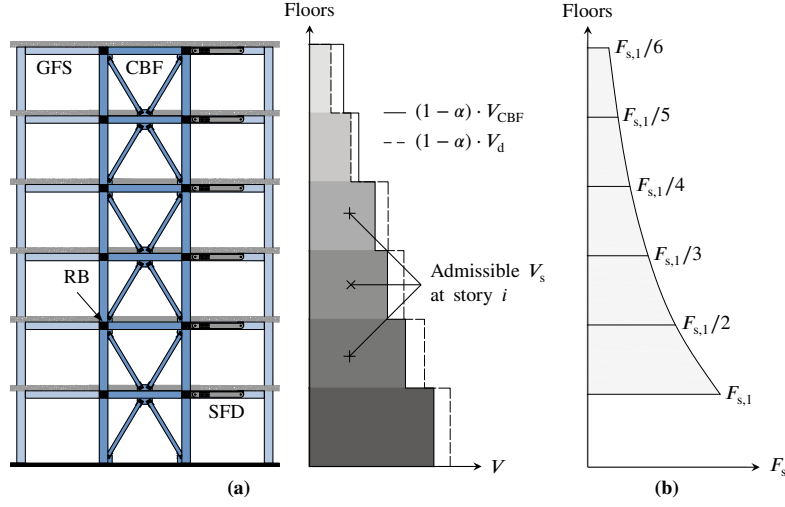 Floors
GFS
CBF
RB
SFD
(1 − α) · V_CBF
(1 − α) · V_d
Admissible V_s
at story i
V
(a)
Floors
F_s,1/6
F_s,1/5
F_s,1/4
F_s,1/3
F_s,1/2
F_s,1
F_s
(b)